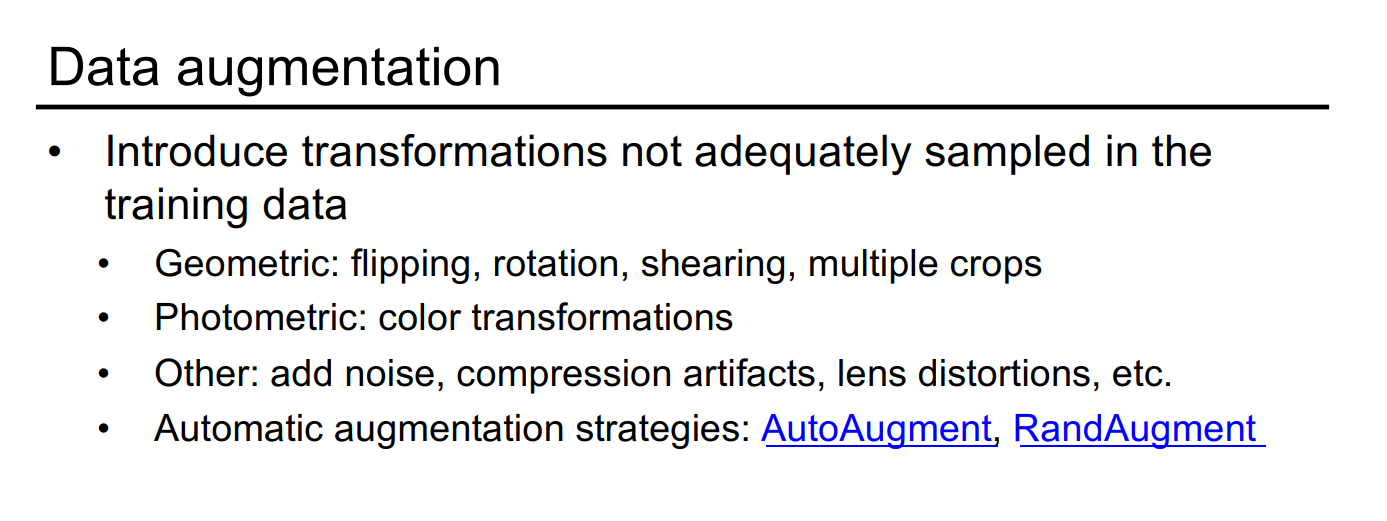 Data augmentation
• Introduce transformations not adequately sampled in the
training data
• Geometric: flipping, rotation, shearing, multiple crops
• Photometric: color transformations
• Other: add noise, compression artifacts, lens distortions, etc.
• Automatic augmentation strategies: AutoAugment, RandAugment